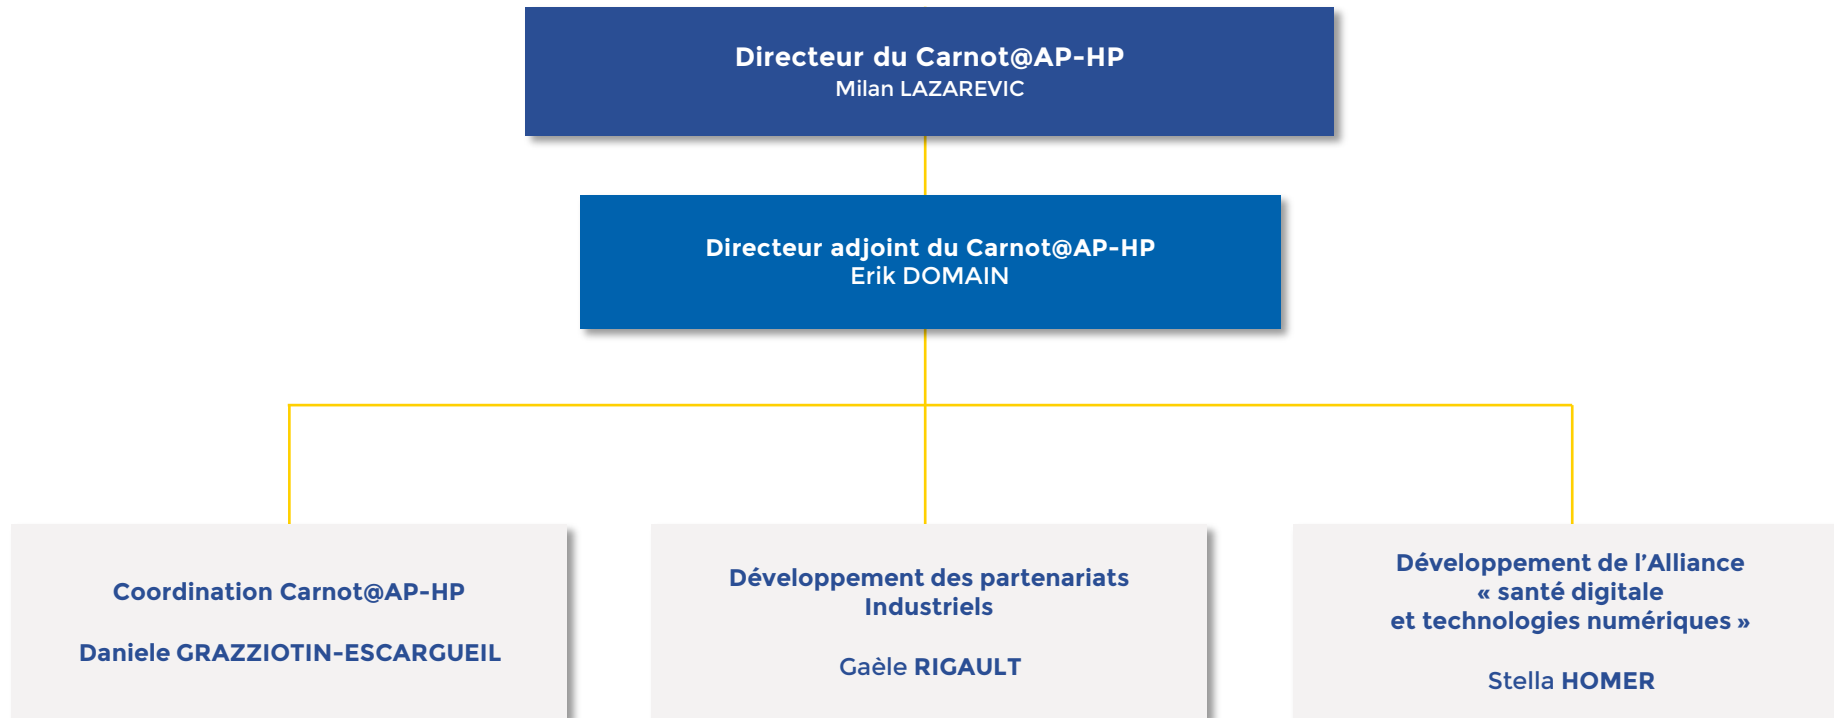 Directeur du Carnot@AP-HP
Milan LAZAREVIC
Directeur adjoint du Carnot@AP-HP
Erik DOMAIN
Coordination Carnot@AP-HP
Daniele GRAZZIOTIN-ESCARGUEIL
Développement des partenariats
Industriels
Gaèle RIGAULT
Développement de l’Alliance
« santé digitale
et technologies numériques »
Stella HOMER